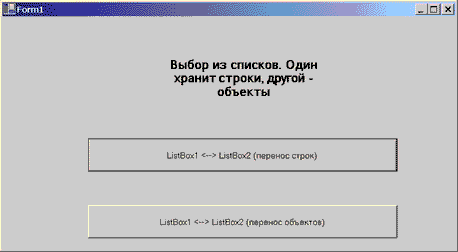 Form1
Выбор из списков. Один
хранит строки, другой -
объекты
ListBox1 <--> ListBox2 (перенос строк)
ListBox1 <--> ListBox2 (перенос объектов)